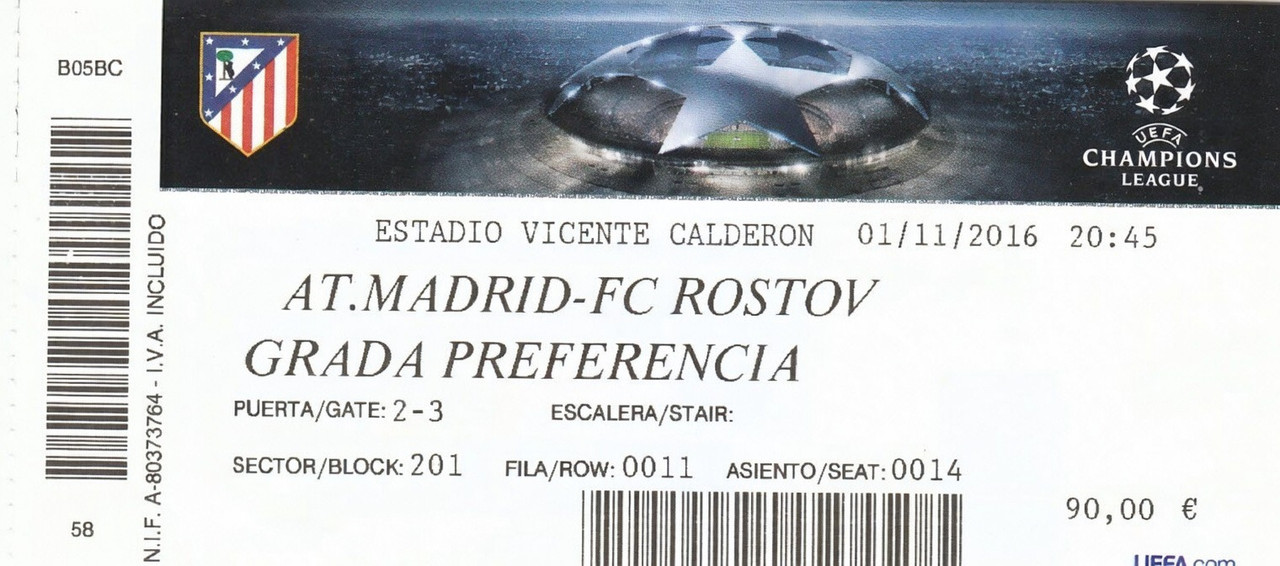 B05BC
58
N.I.F. A-80373764 - I.V.A. INCLUIDO
UEFA
CHAMPIONS
LEAGUE
ESTADIO VICENTE CALDERON 01/11/2016 20:45
AT.MADRID-FC ROSTOV
GRADA PREFERENCIA
PUERTA/GATE: 2-3 ESCALERA/STAIR:
SECTOR/BLOCK: 201 FILA/ROW: 0011 ASIENTO/SEAT: 0014
90,00 €
UEFA.com